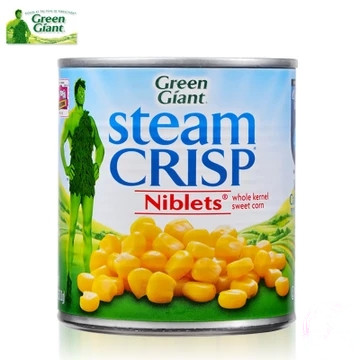 Green
Giant
Green
Giant
steam
CRISP®
Niblets®
whole kernel
sweet corn